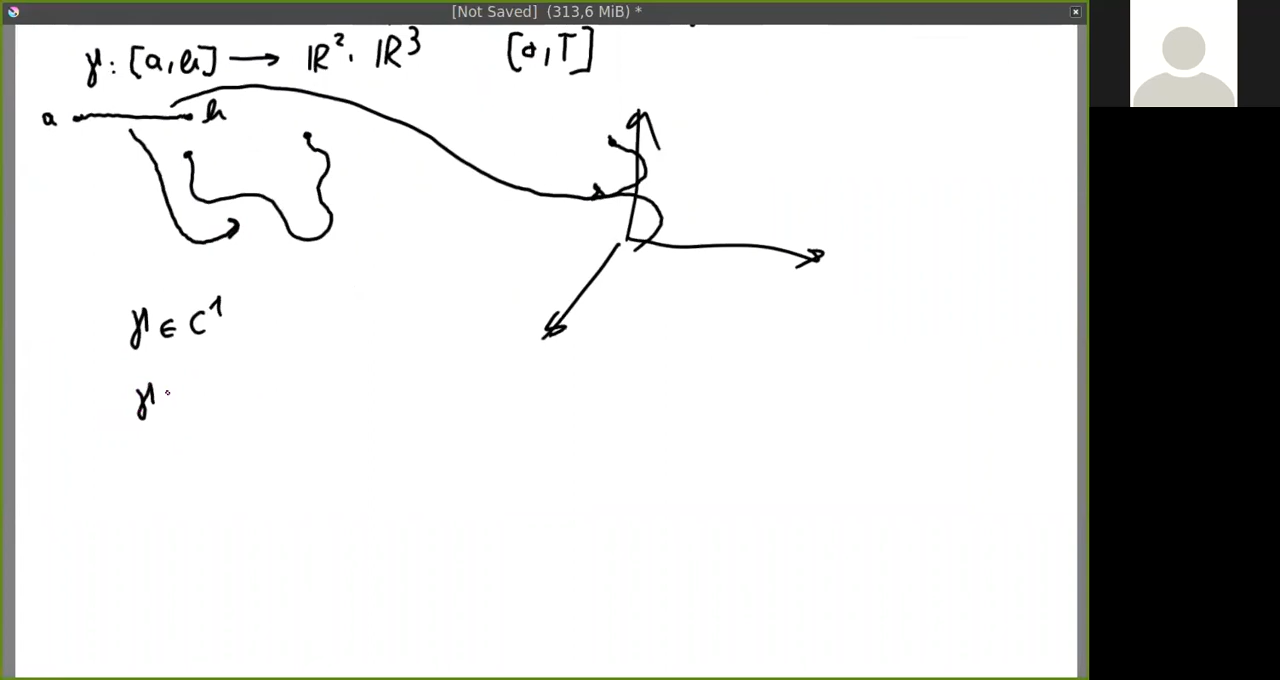 [Not Saved] (313,6 MiB) *
γ: [a, b] ⟶ ℝ², ℝ³ [0, T]
a b
γ ∈ C¹
γ